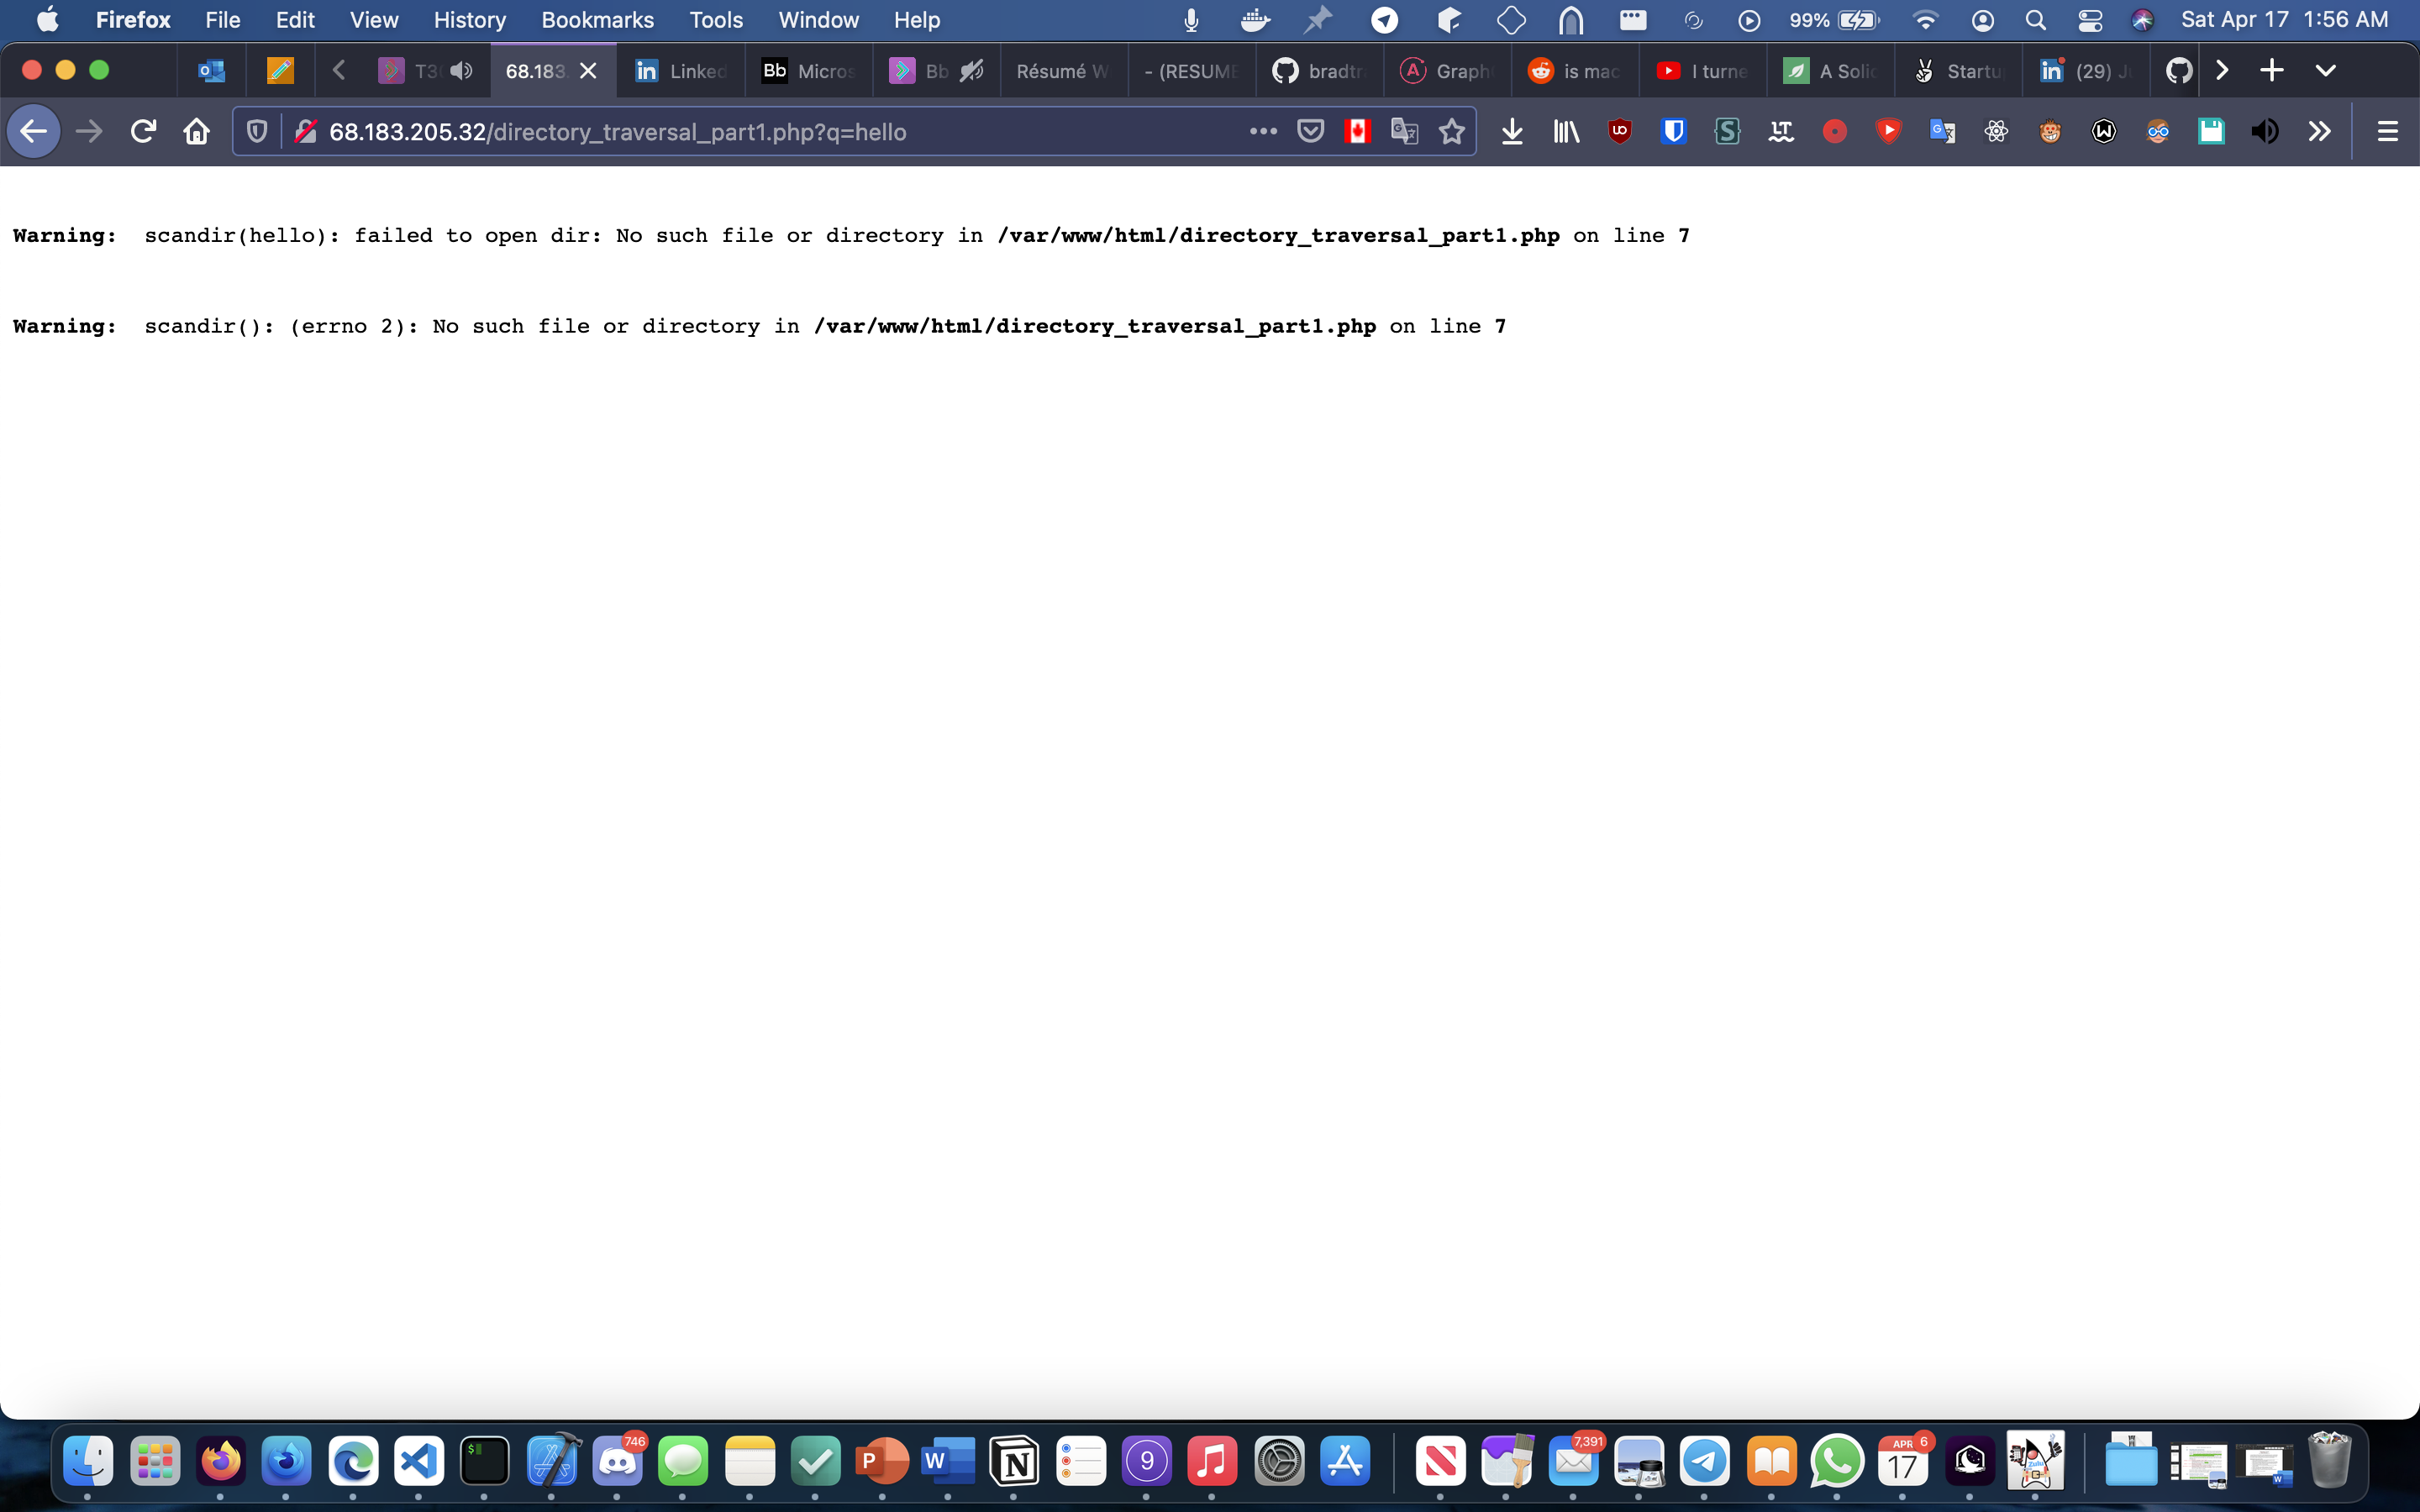 Firefox File Edit View History Bookmarks Tools Window Help 99% Sat Apr 17 1:56 AM
T3 68.183. Linked Bb Micros Bb Résumé W - (RESUME bradtr Graph is mac I turne A Solid Startu (29) J
68.183.205.32/directory_traversal_part1.php?q=hello
Warning: scandir(hello): failed to open dir: No such file or directory in /var/www/html/directory_traversal_part1.php on line 7
Warning: scandir(): (errno 2): No such file or directory in /var/www/html/directory_traversal_part1.php on line 7
746 7,391 APR 6
P W N 9 17